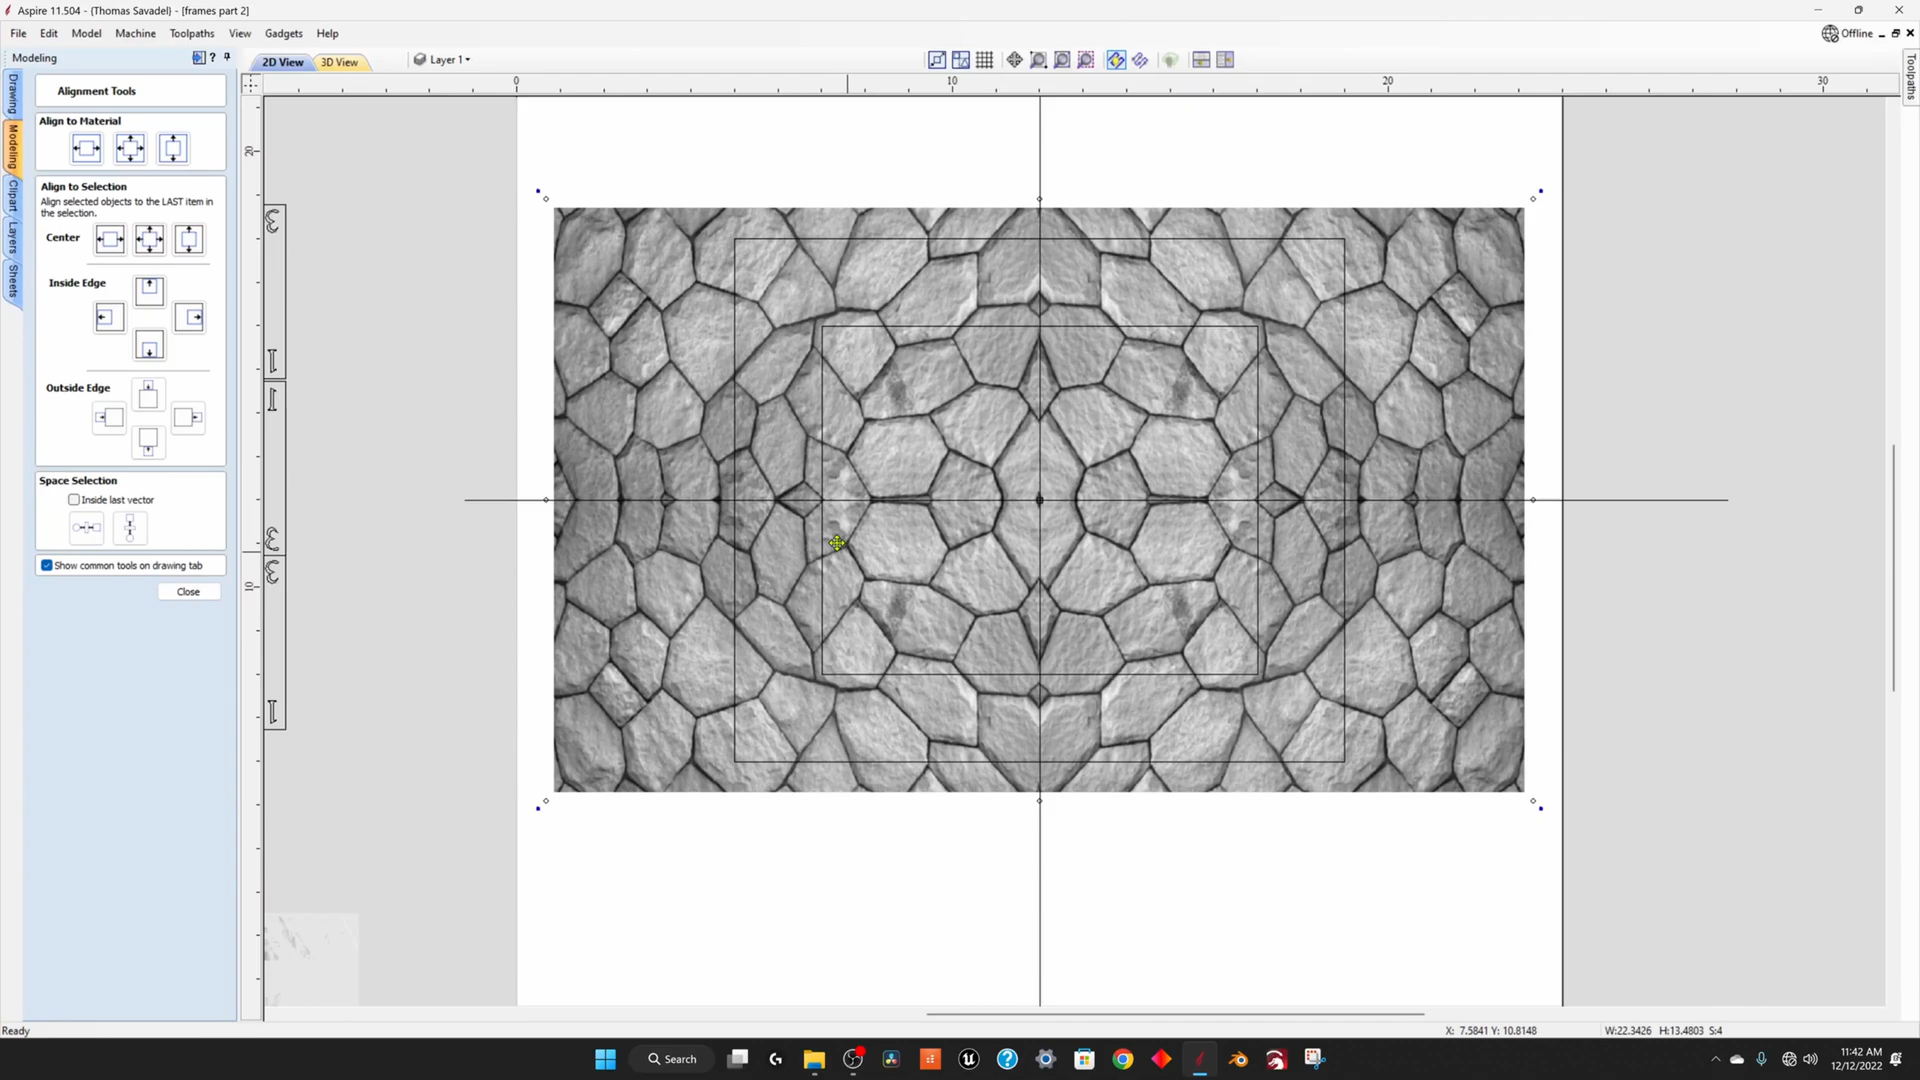 Aspire 11.504 - {Thomas Savadel} - [frames part 2]
File Edit Model Machine Toolpaths View Gadgets Help
Offline
Modeling
?
2D View
3D View
Layer 1
Toolpaths
Drawing
Modeling
Clipart
Layers
Sheets
Alignment Tools
Align to Material
Align to Selection
Align selected objects to the LAST item in
the selection.
Center
Inside Edge
Outside Edge
Space Selection
Inside last vector
Show common tools on drawing tab
Close
0
10
20
30
20
10
Ready
X: 7.5841 Y: 10.8148
W:22.3426 H:13.4803 S:4
Search
11:42 AM
12/12/2022